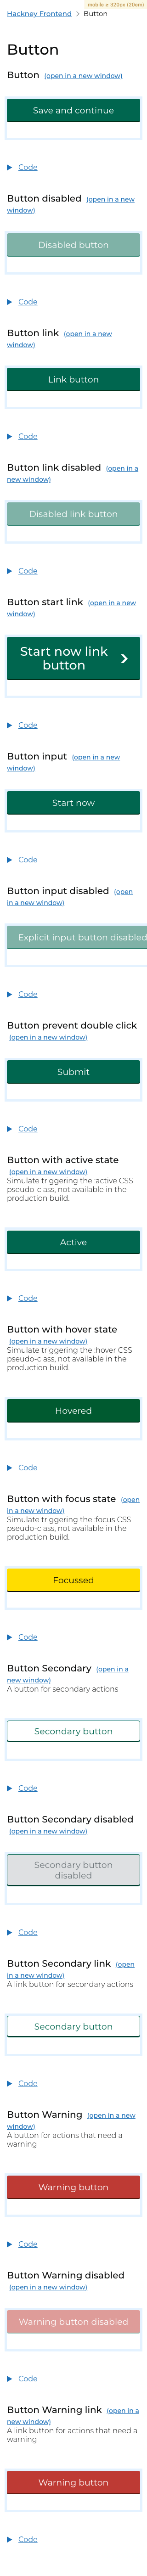 mobile ≥ 320px (20em)
Hackney Frontend > Button
Button
Button (open in a new window)
Save and continue
Code
Button disabled (open in a new
window)
Disabled button
Code
Button link (open in a new
window)
Link button
Code
Button link disabled (open in a
new window)
Disabled link button
Code
Button start link (open in a new
window)
Start now link
button
Code
Button input (open in a new
window)
Start now
Code
Button input disabled (open
in a new window)
Explicit input button disabled
Code
Button prevent double click
(open in a new window)
Submit
Code
Button with active state
(open in a new window)
Simulate triggering the :active CSS
pseudo-class, not available in the
production build.
Active
Code
Button with hover state
(open in a new window)
Simulate triggering the :hover CSS
pseudo-class, not available in the
production build.
Hovered
Code
Button with focus state (open
in a new window)
Simulate triggering the :focus CSS
pseudo-class, not available in the
production build.
Focussed
Code
Button Secondary (open in a
new window)
A button for secondary actions
Secondary button
Code
Button Secondary disabled
(open in a new window)
Secondary button
disabled
Code
Button Secondary link (open
in a new window)
A link button for secondary actions
Secondary button
Code
Button Warning (open in a new
window)
A button for actions that need a
warning
Warning button
Code
Button Warning disabled
(open in a new window)
Warning button disabled
Code
Button Warning link (open in a
new window)
A link button for actions that need a
warning
Warning button
Code